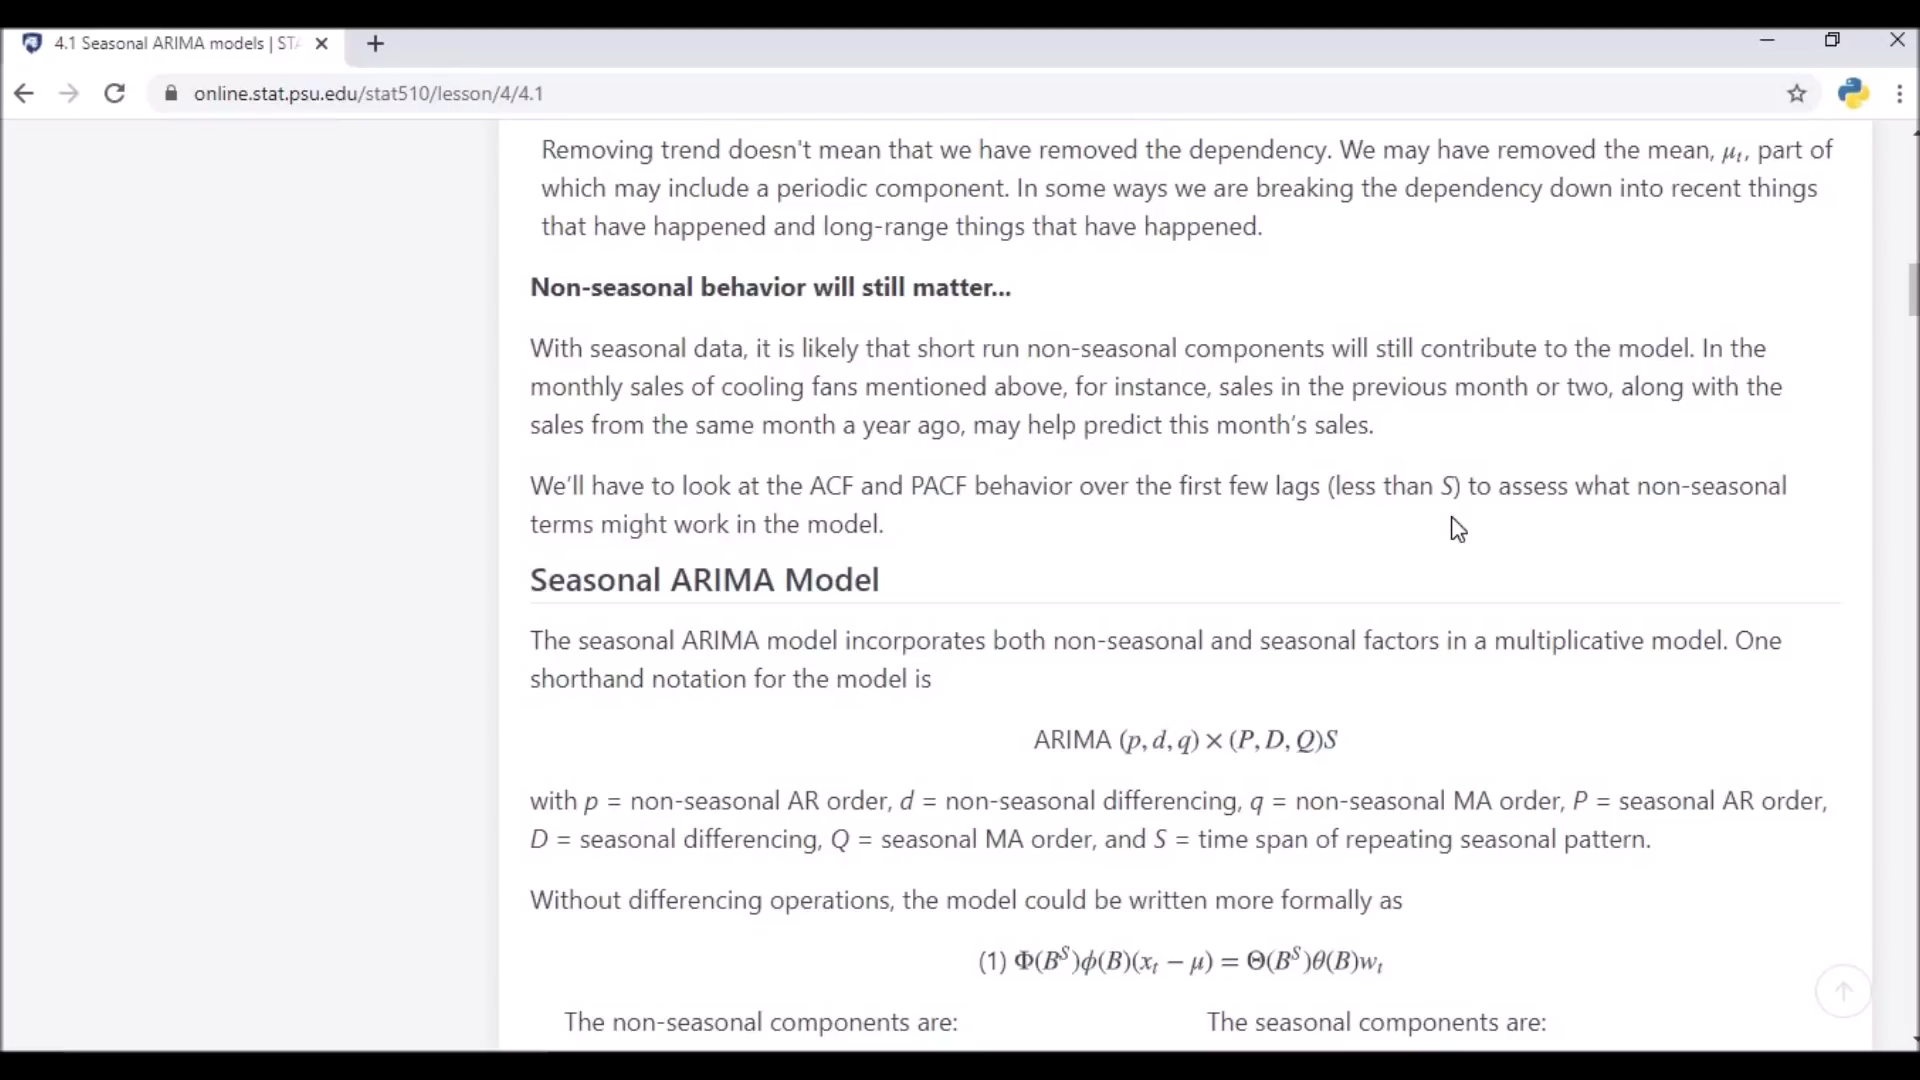 4.1 Seasonal ARIMA models | STA
online.stat.psu.edu/stat510/lesson/4/4.1
Removing trend doesn't mean that we have removed the dependency. We may have removed the mean, μt, part of
which may include a periodic component. In some ways we are breaking the dependency down into recent things
that have happened and long-range things that have happened.
Non-seasonal behavior will still matter...
With seasonal data, it is likely that short run non-seasonal components will still contribute to the model. In the
monthly sales of cooling fans mentioned above, for instance, sales in the previous month or two, along with the
sales from the same month a year ago, may help predict this month’s sales.
We’ll have to look at the ACF and PACF behavior over the first few lags (less than S) to assess what non-seasonal
terms might work in the model.
Seasonal ARIMA Model
The seasonal ARIMA model incorporates both non-seasonal and seasonal factors in a multiplicative model. One
shorthand notation for the model is
ARIMA (p, d, q) × (P, D, Q)S
with p = non-seasonal AR order, d = non-seasonal differencing, q = non-seasonal MA order, P = seasonal AR order,
D = seasonal differencing, Q = seasonal MA order, and S = time span of repeating seasonal pattern.
Without differencing operations, the model could be written more formally as
(1) Φ(B^S)ϕ(B)(x_t − μ) = Θ(B^S)θ(B)w_t
The non-seasonal components are:
The seasonal components are: